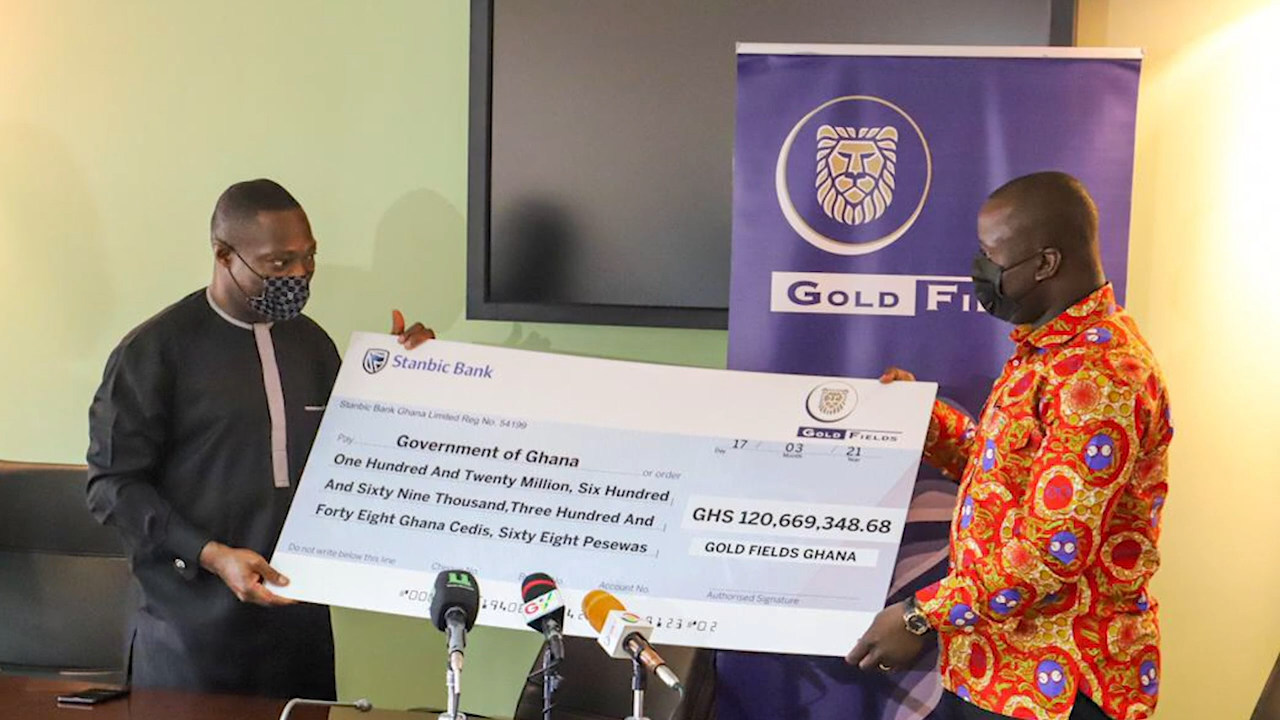 GOLD FI
Stanbic Bank
GOLD FIELDS
Stanbic Bank Ghana Limited Reg No. 54199
17 / 03 / 21
Day Month Year
Pay Government of Ghana or order
One Hundred And Twenty Million, Six Hundred
And Sixty Nine Thousand,Three Hundred And
Forty Eight Ghana Cedis, Sixty Eight Pesewas
GHS 120,669,348.68
GOLD FIELDS GHANA
Do not write below this line
Account No.
Authorised Signature